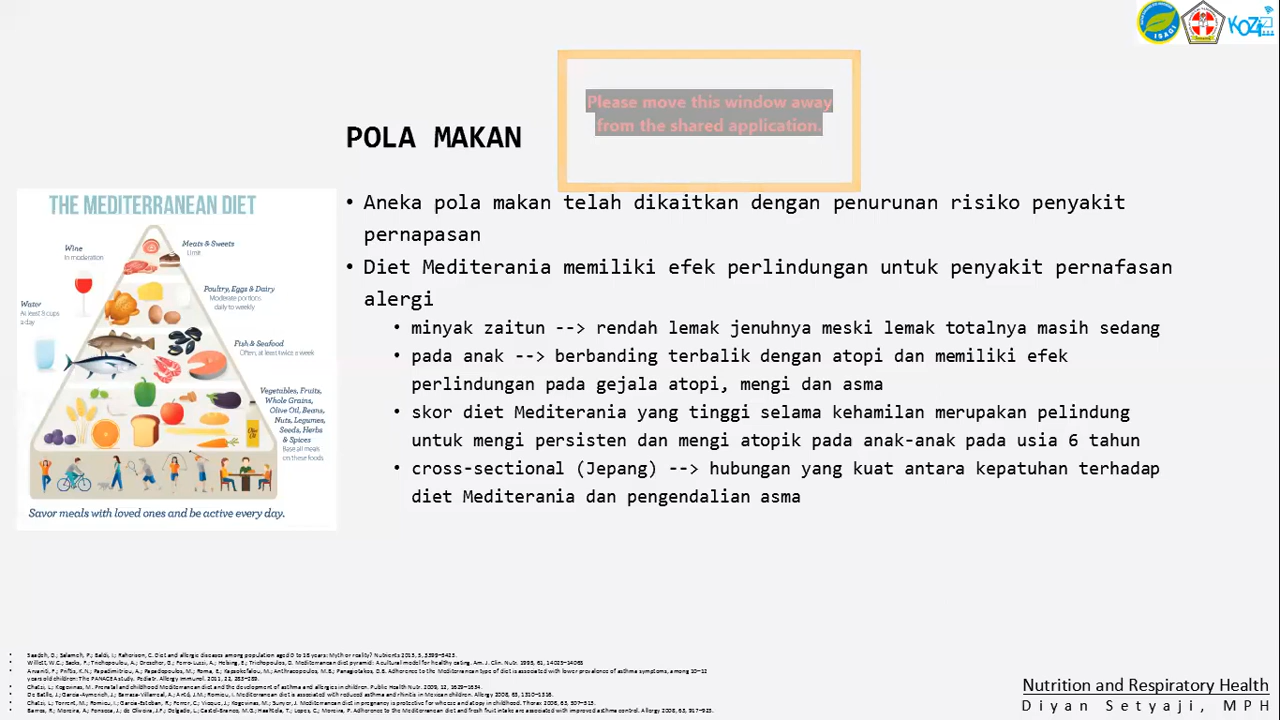 ISAGI
KOZI
Please move this window away
from the shared application.
POLA MAKAN
THE MEDITERRANEAN DIET
Wine
In moderation
Meats & Sweets
Limit
Poultry, Eggs & Dairy
Moderate portions
daily to weekly
Water
At least 8 cups
a day
Fish & Seafood
Often, at least twice a week
Vegetables, Fruits,
Whole Grains,
Olive Oil, Beans,
Nuts, Legumes,
Seeds, Herbs
& Spices
Base all meals
on these foods
Savor meals with loved ones and be active every day.
• Aneka pola makan telah dikaitkan dengan penurunan risiko penyakit
pernapasan
• Diet Mediterania memiliki efek perlindungan untuk penyakit pernafasan
alergi
• minyak zaitun --> rendah lemak jenuhnya meski lemak totalnya masih sedang
• pada anak --> berbanding terbalik dengan atopi dan memiliki efek
perlindungan pada gejala atopi, mengi dan asma
• skor diet Mediterania yang tinggi selama kehamilan merupakan pelindung
untuk mengi persisten dan mengi atopik pada anak-anak pada usia 6 tahun
• cross-sectional (Jepang) --> hubungan yang kuat antara kepatuhan terhadap
diet Mediterania dan pengendalian asma
Nutrition and Respiratory Health
Diyan Setyaji, MPH